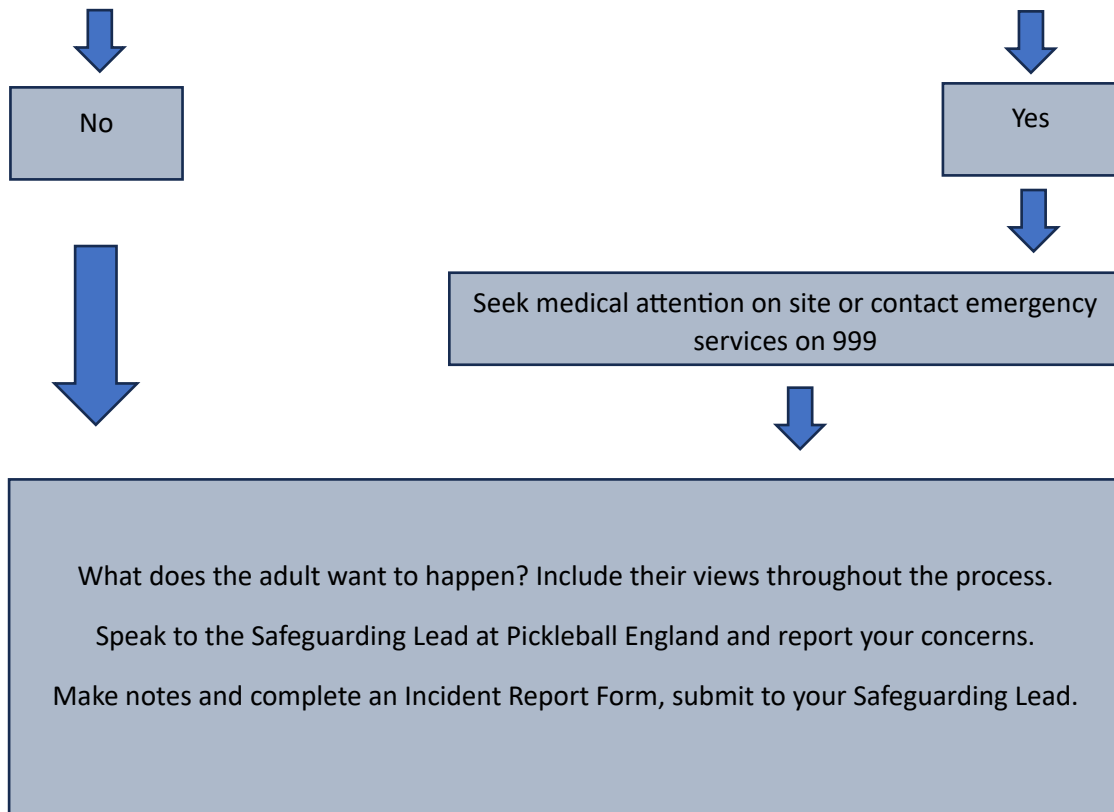 No
Yes
Seek medical attention on site or contact emergency
services on 999
What does the adult want to happen? Include their views throughout the process.
Speak to the Safeguarding Lead at Pickleball England and report your concerns.
Make notes and complete an Incident Report Form, submit to your Safeguarding Lead.